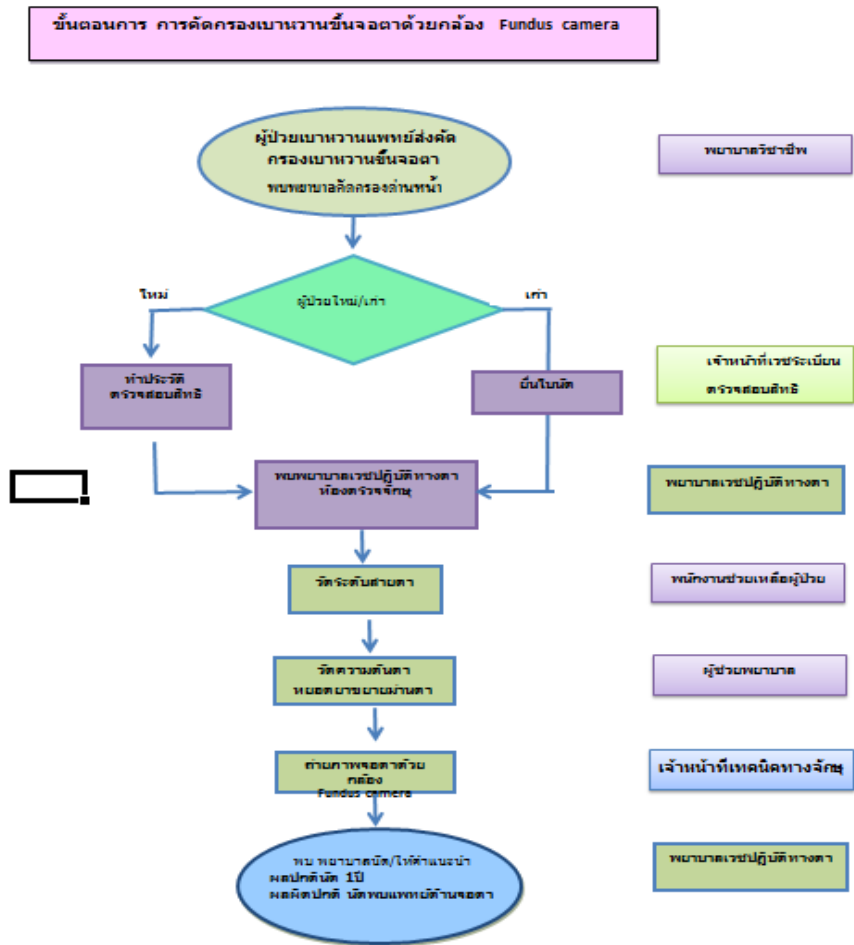 ขั้นตอนการ การคัดกรองเบาหวานขึ้นจอตาด้วยกล้อง Fundus camera
ผู้ป่วยเบาหวานแพทย์ส่งคัด
กรองเบาหวานขึ้นจอตา
พบพยาบาลคัดกรองด่านหน้า
พยาบาลวิชาชีพ
ใหม่
ผู้ป่วยใหม่/เก่า
เก่า
ทำประวัติ
ตรวจสอบสิทธิ
ยื่นใบนัด
เจ้าหน้าที่เวชระเบียน
ตรวจสอบสิทธิ
พบพยาบาลเวชปฏิบัติทางตา
ห้องตรวจจักษุ
พยาบาลเวชปฏิบัติทางตา
วัดระดับสายตา
พนักงานช่วยเหลือผู้ป่วย
วัดความดันตา
หยอดยาขยายม่านตา
ผู้ช่วยพยาบาล
ถ่ายภาพจอตาด้วย
กล้อง
Fundus camera
เจ้าหน้าที่เทคนิคทางจักษุ
พบ พยาบาลนัด/ให้คำแนะนำ
ผลปกตินัด 1ปี
ผลผิดปกติ นัดพบแพทย์ด้านจอตา
พยาบาลเวชปฏิบัติทางตา